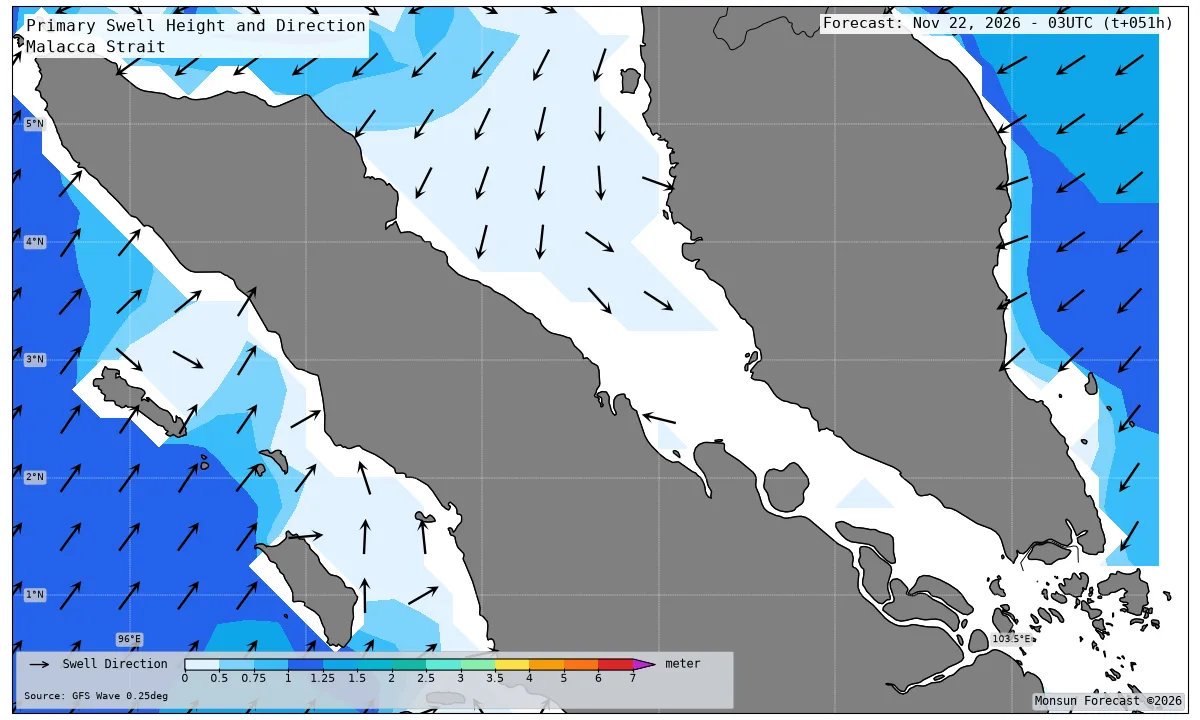 Primary Swell Height and Direction
Malacca Strait
Forecast: Nov 22, 2026 - 03UTC (t+051h)
5°N
4°N
3°N
2°N
1°N
96°E
103.5°E
Swell Direction
0 0.5 0.75 1 1.25 1.5 2 2.5 3 3.5 4 5 6 7
meter
Source: GFS Wave 0.25deg
Monsun Forecast ©2026